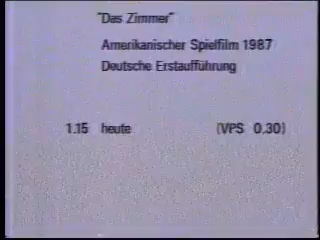 "Das Zimmer"
Amerikanischer Spielfilm 1987
Deutsche Erstaufführung
1.15 heute (VPS 0.30)